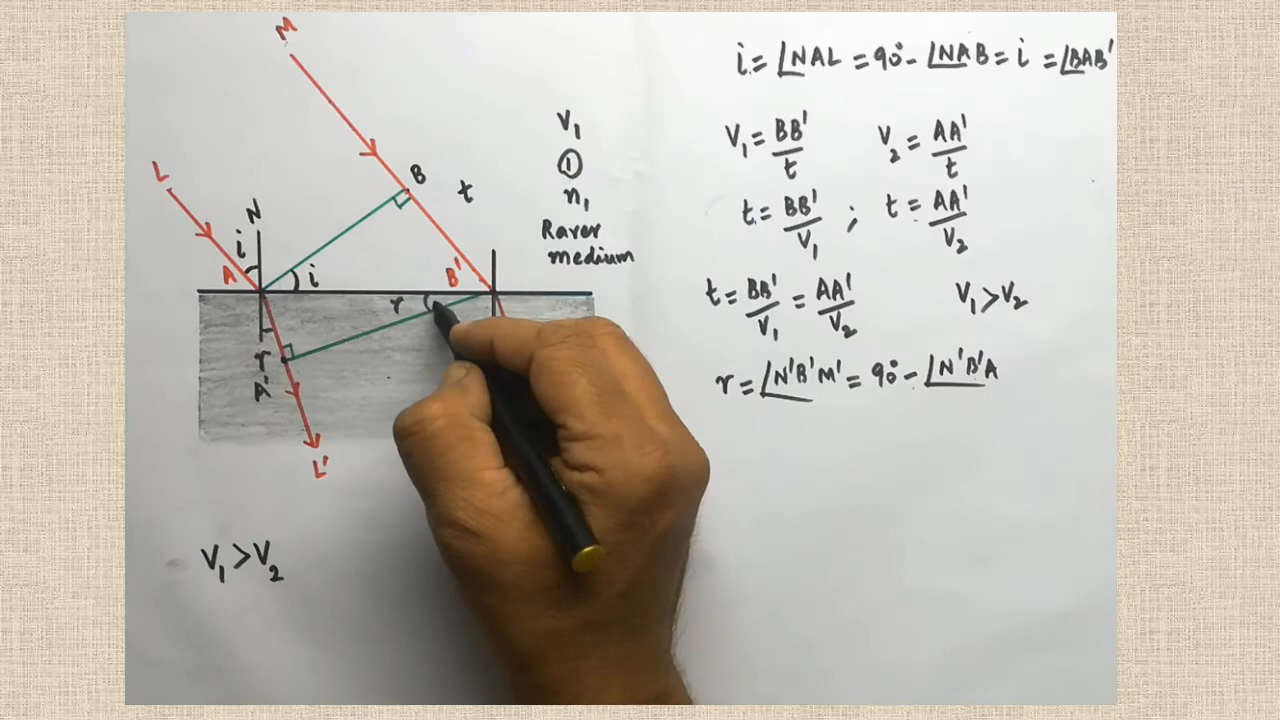 M
L
N
i
A
B
t
i
B'
r
r
A'
L'
V₁ > V₂
V₁
①
n₁
Rarer
medium
i = ∠NAL = 90° - ∠NAB = i = ∠BAB'
V₁ = BB'/t V₂ = AA'/t
t = BB'/V₁ ; t = AA'/V₂
t = BB'/V₁ = AA'/V₂ V₁ > V₂
r = ∠N'B'M' = 90° - ∠N'B'A